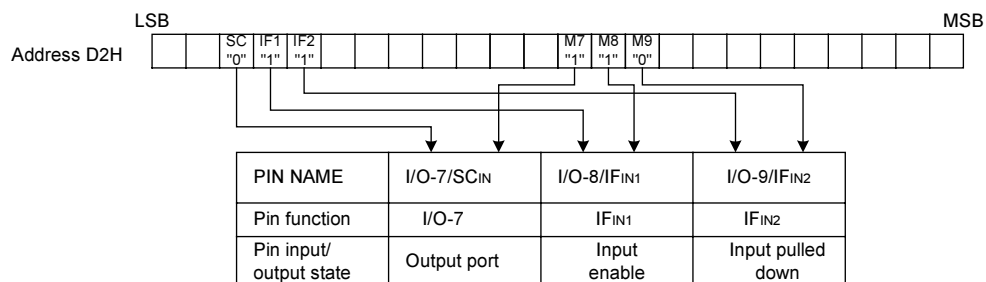 LSB MSB
Address D2H SC IF1 IF2 M7 M8 M9
"0" "1" "1" "1" "1" "0"
PIN NAME I/O-7/SCIN I/O-8/IFIN1 I/O-9/IFIN2
Pin function I/O-7 IFIN1 IFIN2
Pin input/ Output port Input Input pulled
output state enable down